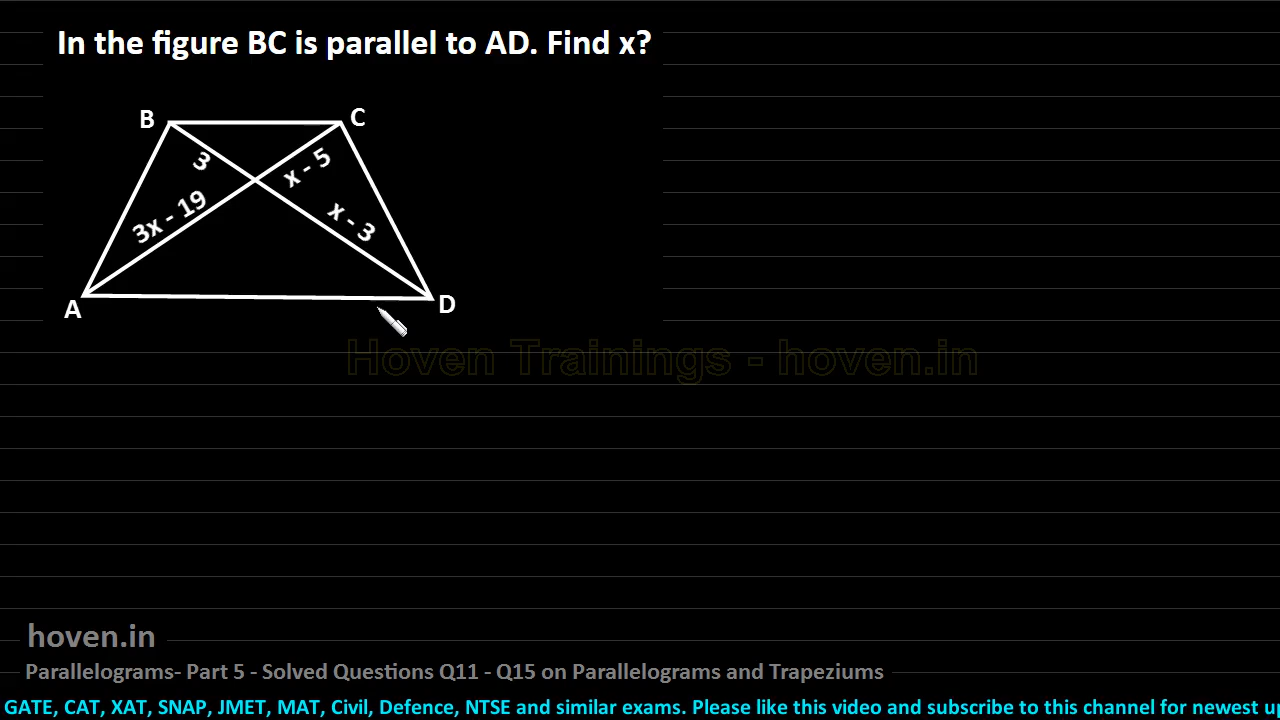 In the figure BC is parallel to AD. Find x?
B
C
3
x - 5
3x - 19
x - 3
A
D
Hoven Trainings - hoven.in
hoven.in
Parallelograms- Part 5 - Solved Questions Q11 - Q15 on Parallelograms and Trapeziums
GATE, CAT, XAT, SNAP, JMET, MAT, Civil, Defence, NTSE and similar exams. Please like this video and subscribe to this channel for newest up